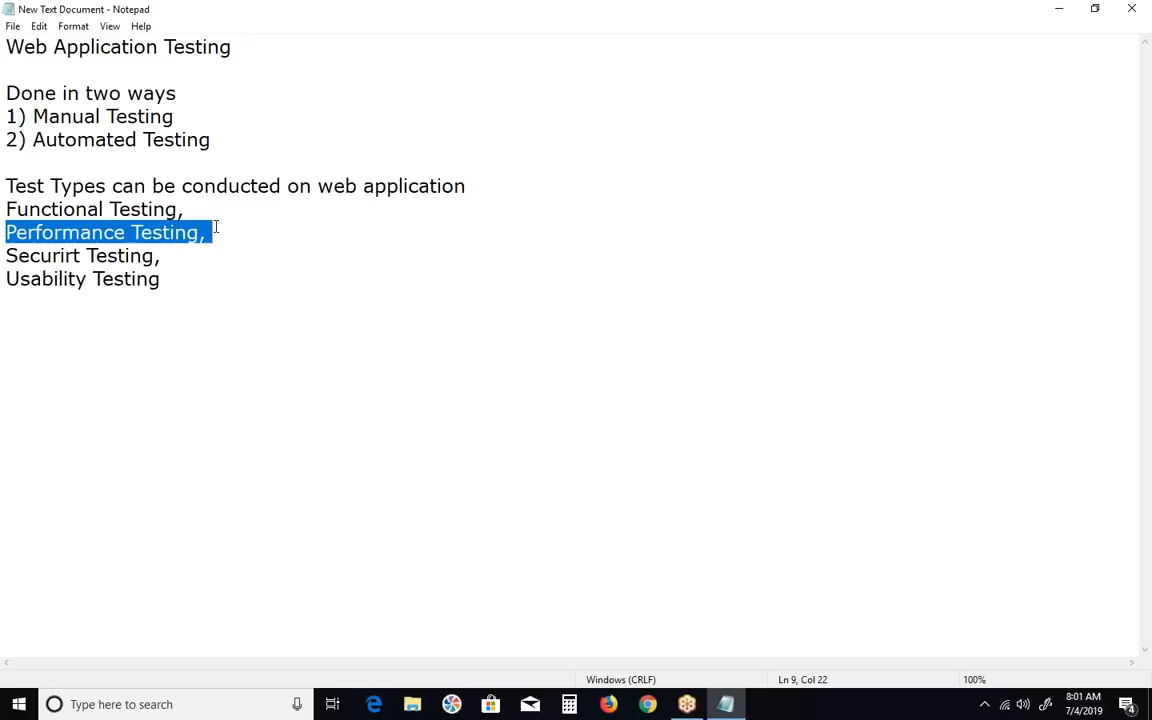 New Text Document - Notepad
File Edit Format View Help
Web Application Testing
Done in two ways
1) Manual Testing
2) Automated Testing
Test Types can be conducted on web application
Functional Testing,
Performance Testing,
Securirt Testing,
Usability Testing
Windows (CRLF) Ln 9, Col 22 100%
Type here to search
8:01 AM
7/4/2019
4